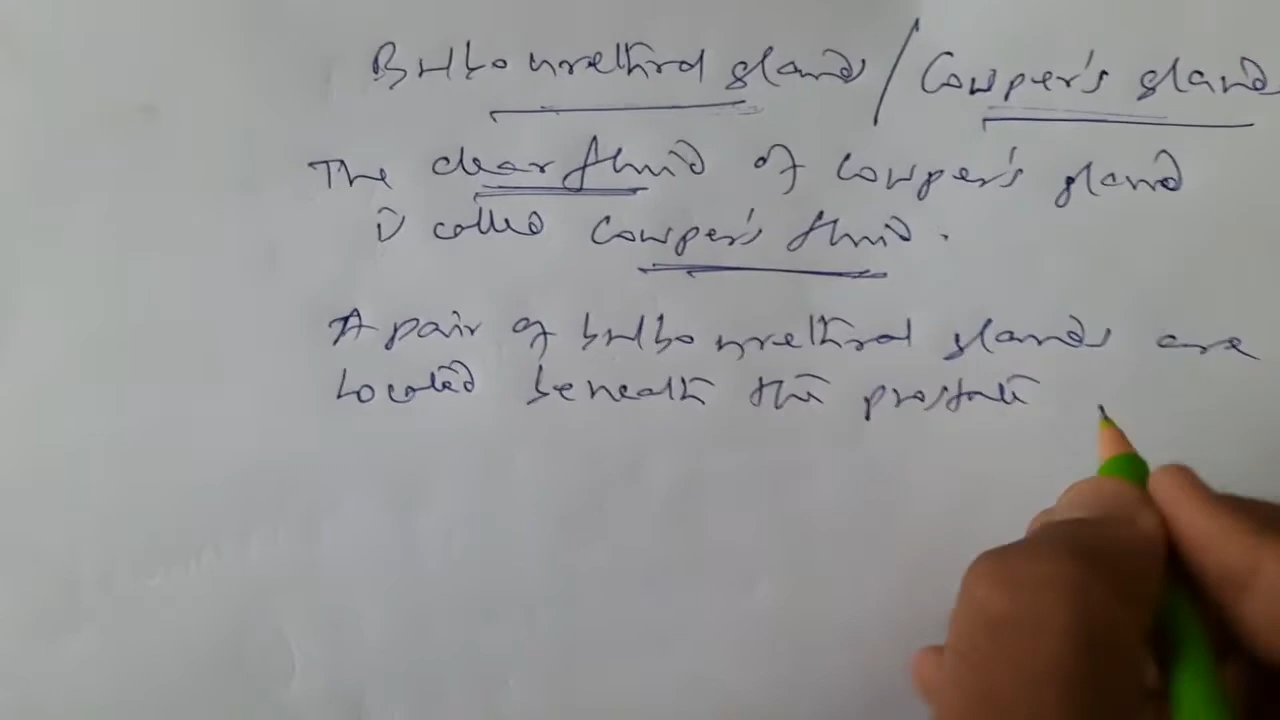 Bulbourethral gland / Cowper's gland
The clear fluid of Cowper's gland
is called Cowper's fluid.
A pair of bulbourethral glands are
located beneath the prostate